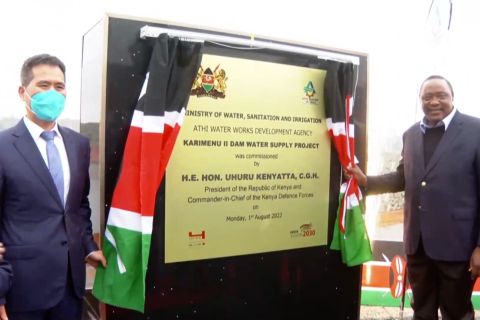 MINISTRY OF WATER, SANITATION AND IRRIGATION
ATHI WATER WORKS DEVELOPMENT AGENCY
KARIMENU II DAM WATER SUPPLY PROJECT
was commissioned
by
H.E. HON. UHURU KENYATTA, C.G.H.
President of the Republic of Kenya and
Commander-in-Chief of the Kenya Defence Forces
on
Monday, 1st August 2022
2030